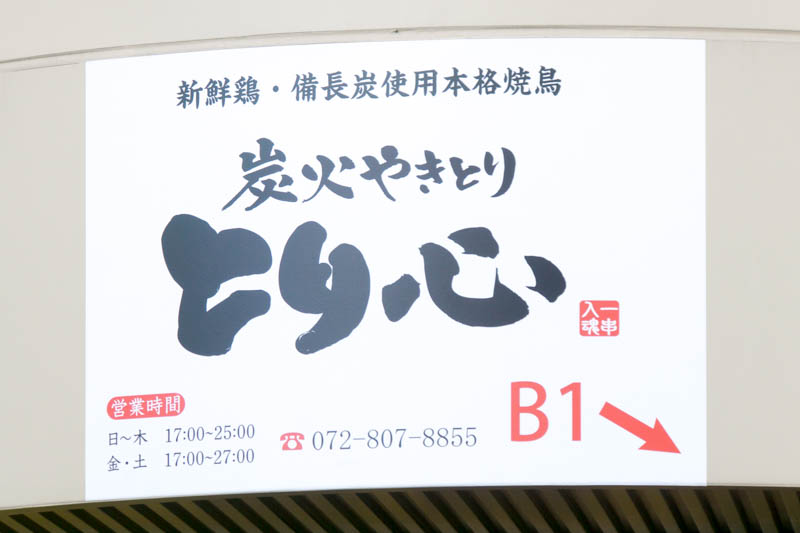 新鮮鶏・備長炭使用本格焼鳥
炭火やきとり
とり心
一串
入魂
営業時間
日～木 17:00~25:00
金・土 17:00~27:00
☎072-807-8855
B1